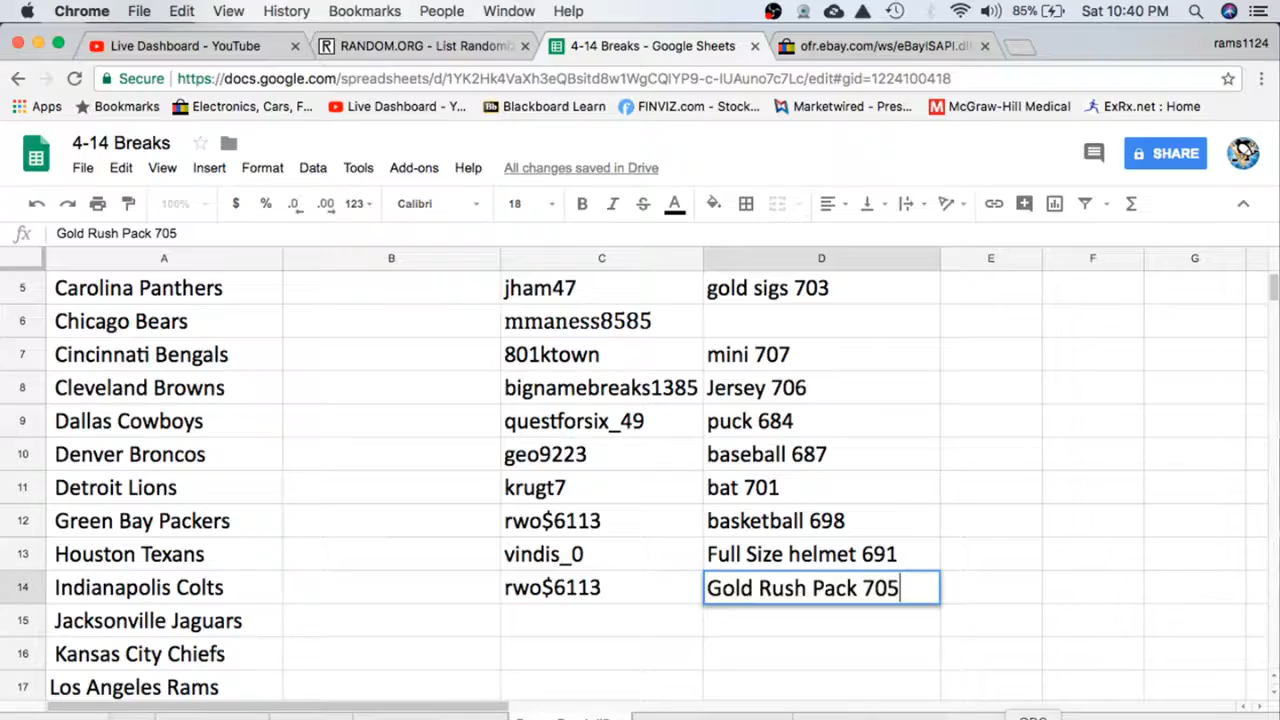 Chrome File Edit View History Bookmarks People Window Help 85% Sat 10:40 PM
Live Dashboard - YouTube RANDOM.ORG - List Randomiz 4-14 Breaks - Google Sheets ofr.ebay.com/ws/eBayISAPI.dll rams1124
Secure https://docs.google.com/spreadsheets/d/1YK2Hk4VaXh3eQBsitd8w1WgCQlYP9-c-IUAuno7c7Lo/edit#gid=1224100418
Apps Bookmarks Electronics, Cars, F... Live Dashboard - Y... Bb Blackboard Learn FINVIZ.com - Stock... Marketwired - Pres... M McGraw-Hill Medical ExRx.net : Home
4-14 Breaks
File Edit View Insert Format Data Tools Add-ons Help All changes saved in Drive SHARE
100% $ % .0 .00 123 Calibri 18 B I S A Σ
fx Gold Rush Pack 705
A B C D E F G
5 Carolina Panthers jham47 gold sigs 703
6 Chicago Bears mmaness8585
7 Cincinnati Bengals 801ktown mini 707
8 Cleveland Browns bignamebreaks1385 Jersey 706
9 Dallas Cowboys questforsix_49 puck 684
10 Denver Broncos geo9223 baseball 687
11 Detroit Lions krugt7 bat 701
12 Green Bay Packers rwo$6113 basketball 698
13 Houston Texans vindis_0 Full Size helmet 691
14 Indianapolis Colts rwo$6113 Gold Rush Pack 705
15 Jacksonville Jaguars
16 Kansas City Chiefs
17 Los Angeles Rams